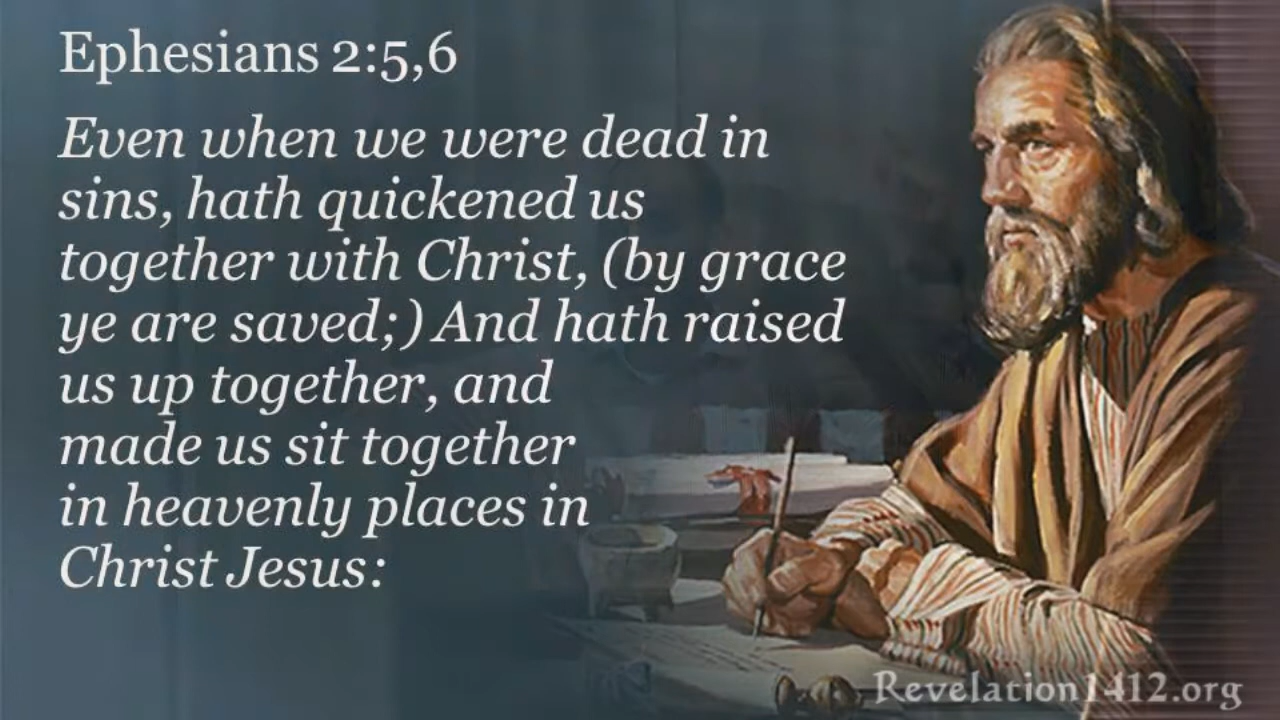 Ephesians 2:5,6
Even when we were dead in
sins, hath quickened us
together with Christ, (by grace
ye are saved;) And hath raised
us up together, and
made us sit together
in heavenly places in
Christ Jesus:
Revelation1412.org